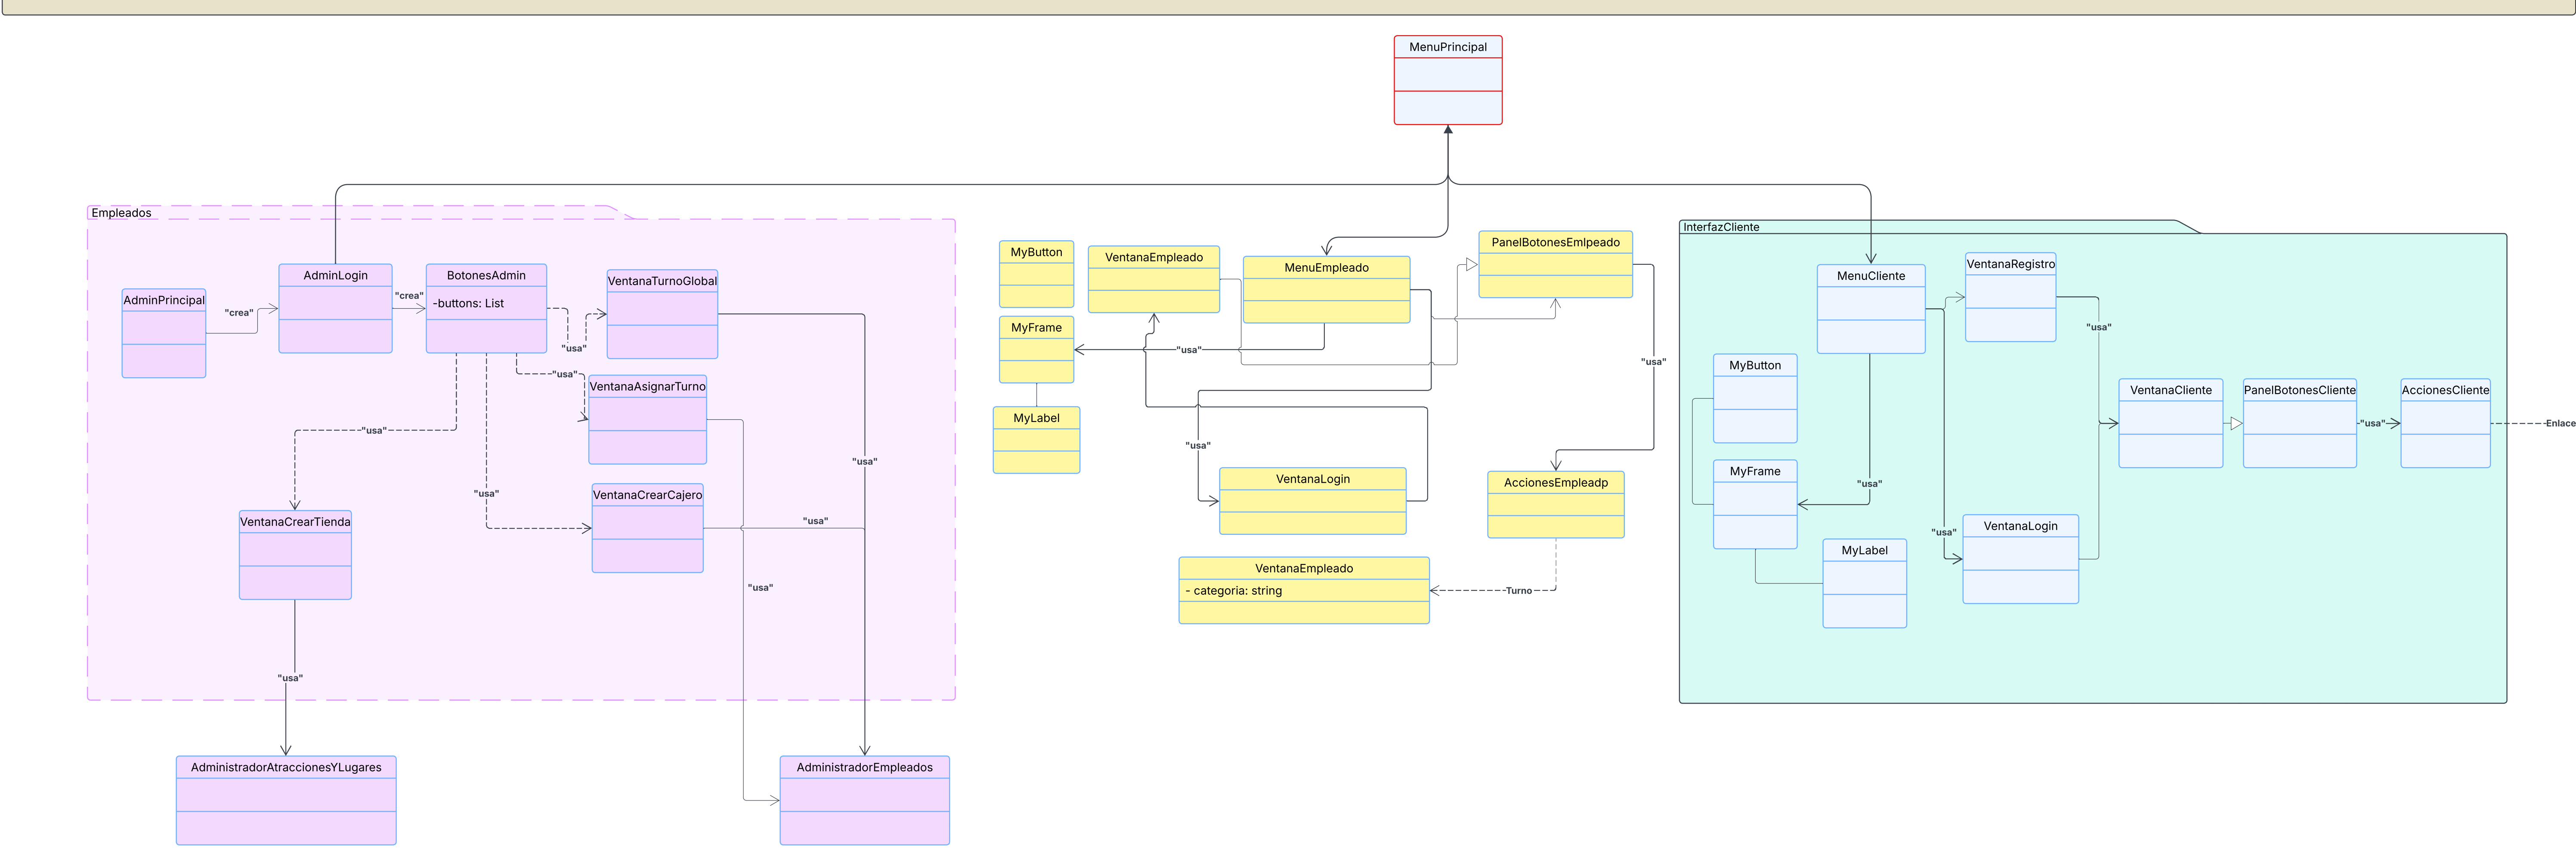 MenuPrincipal
Empleados
AdminPrincipal
"crea"
AdminLogin
"crea"
BotonesAdmin
-buttons: List
"usa"
VentanaTurnoGlobal
"usa"
VentanaAsignarTurno
"usa"
"usa"
VentanaCrearCajero
"usa"
"usa"
"usa"
VentanaCrearTienda
"usa"
AdministradorAtraccionesYLugares
AdministradorEmpleados
MyButton
VentanaEmpleado
MenuEmpleado
PanelBotonesEmlpeado
MyFrame
"usa"
"usa"
MyLabel
"usa"
VentanaLogin
AccionesEmpleadp
VentanaEmpleado
- categoria: string
Turno
InterfazCliente
MenuCliente
VentanaRegistro
"usa"
MyButton
VentanaCliente
PanelBotonesCliente
"usa"
AccionesCliente
Enlace
MyFrame
"usa"
"usa"
VentanaLogin
MyLabel